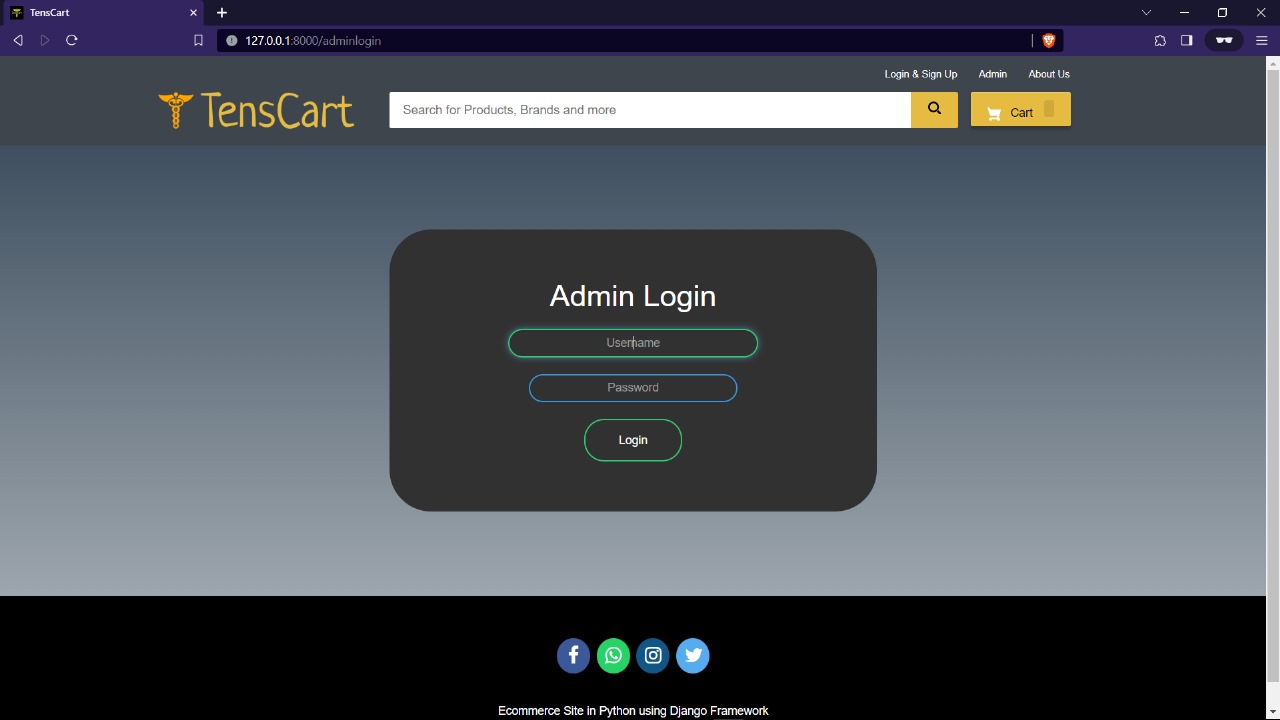 TensCart
127.0.0.1:8000/adminlogin
Login & Sign Up Admin About Us
TensCart
Search for Products, Brands and more
Cart
Admin Login
Username
Password
Login
Ecommerce Site in Python using Django Framework